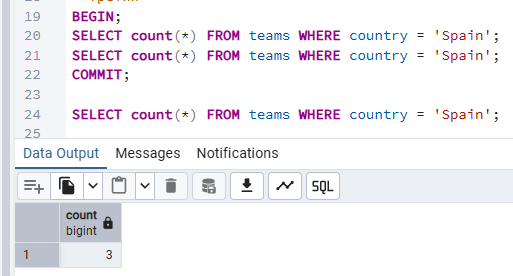 19 BEGIN;
20 SELECT count(*) FROM teams WHERE country = 'Spain';
21 SELECT count(*) FROM teams WHERE country = 'Spain';
22 COMMIT;
23
24 SELECT count(*) FROM teams WHERE country = 'Spain';
25
Data Output Messages Notifications
SQL
count
bigint
1 3